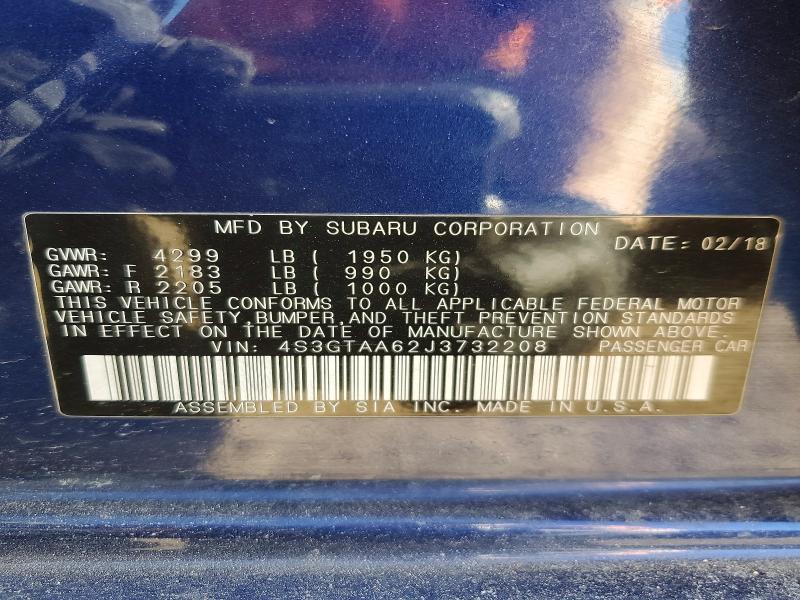 MFD BY SUBARU CORPORATION
DATE: 02/18
GVWR: 4299 LB ( 1950 KG)
GAWR: F 2183 LB ( 990 KG)
GAWR: R 2205 LB ( 1000 KG)
THIS VEHICLE CONFORMS TO ALL APPLICABLE FEDERAL MOTOR
VEHICLE SAFETY, BUMPER, AND THEFT PREVENTION STANDARDS
IN EFFECT ON THE DATE OF MANUFACTURE SHOWN ABOVE.
VIN: 4S3GTAA62J3732208 PASSENGER CAR
ASSEMBLED BY SIA INC. MADE IN U.S.A.